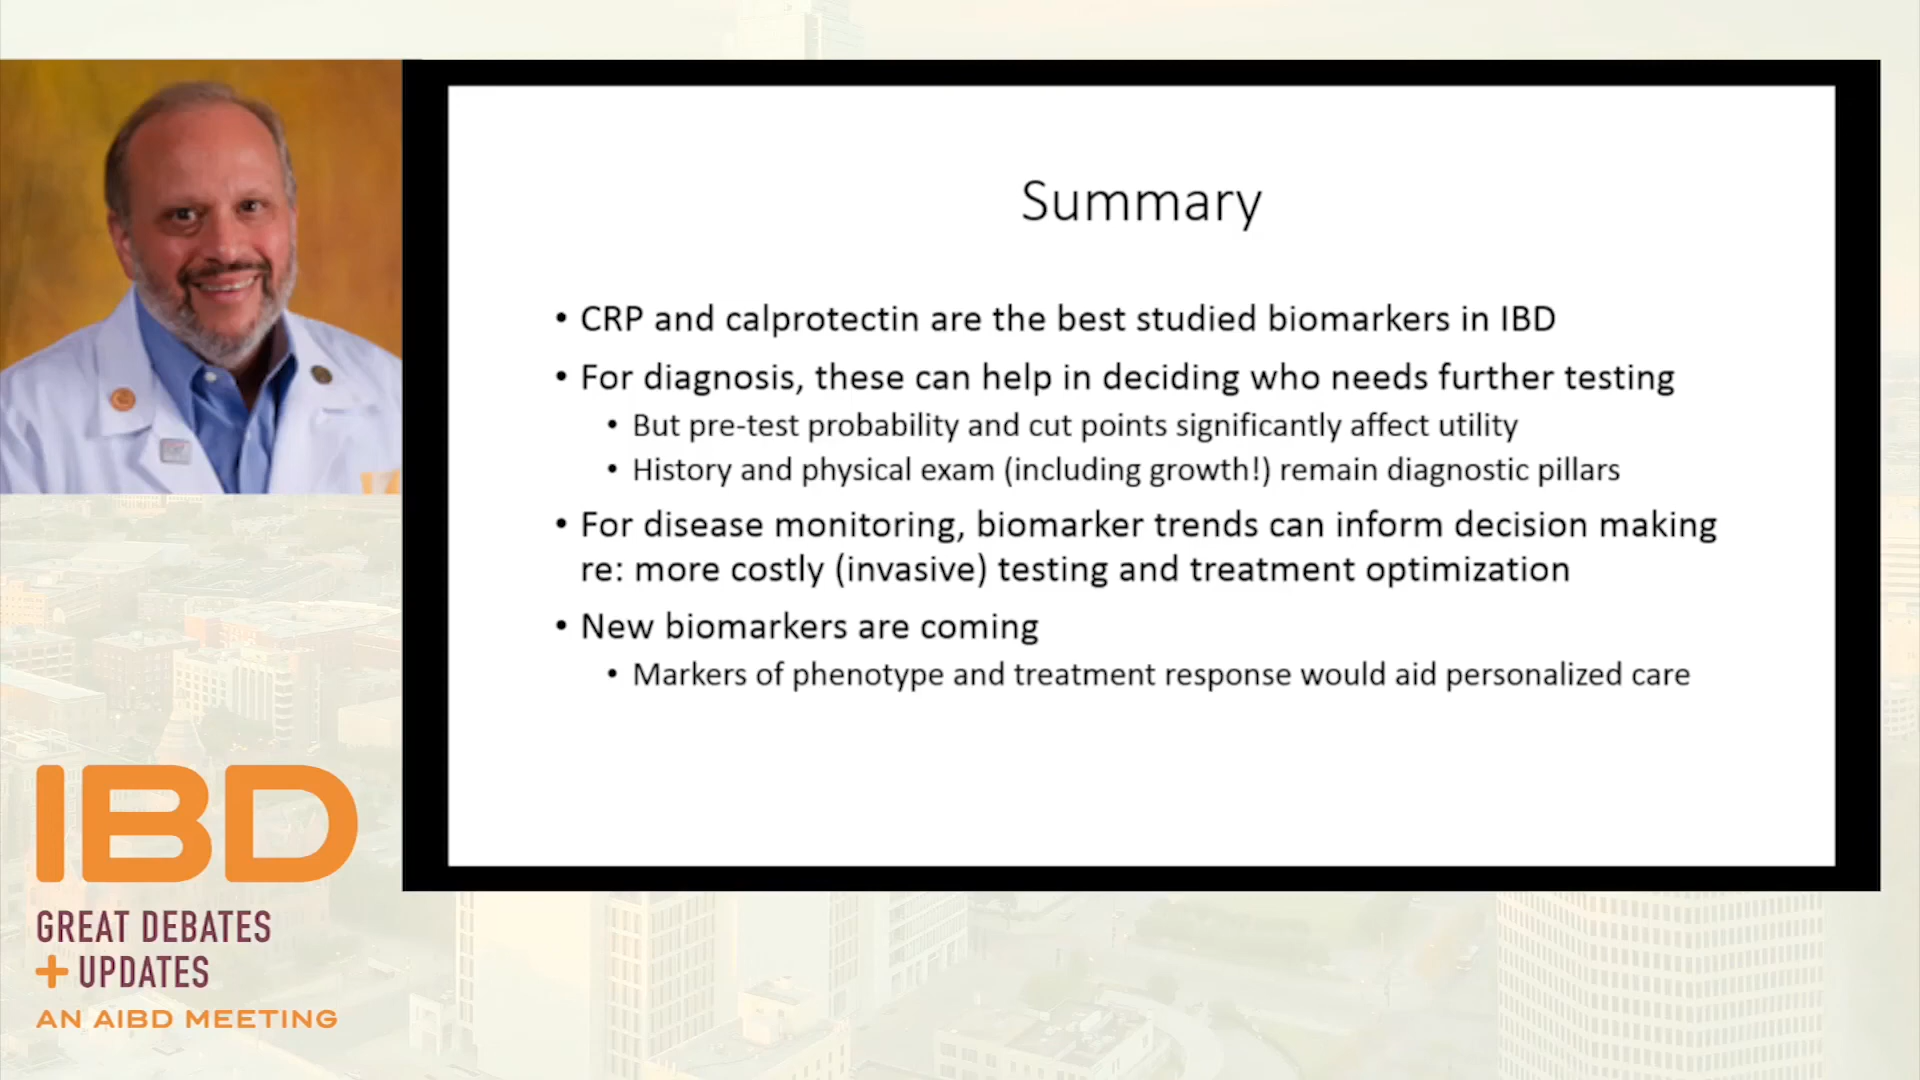 Summary
• CRP and calprotectin are the best studied biomarkers in IBD
• For diagnosis, these can help in deciding who needs further testing
• But pre-test probability and cut points significantly affect utility
• History and physical exam (including growth!) remain diagnostic pillars
• For disease monitoring, biomarker trends can inform decision making
re: more costly (invasive) testing and treatment optimization
• New biomarkers are coming
• Markers of phenotype and treatment response would aid personalized care
IBD
GREAT DEBATES
+ UPDATES
AN AIBD MEETING